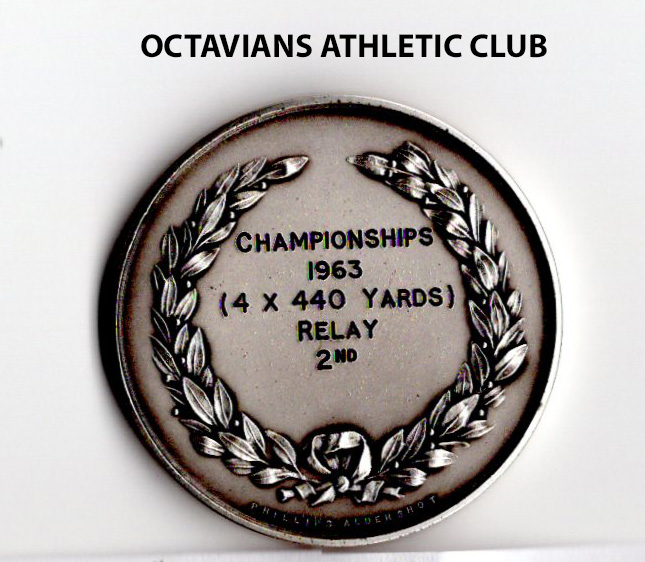 OCTAVIANS ATHLETIC CLUB
CHAMPIONSHIPS
1963
(4 X 440 YARDS)
RELAY
2ND
PHILLIPS ALDERSHOT